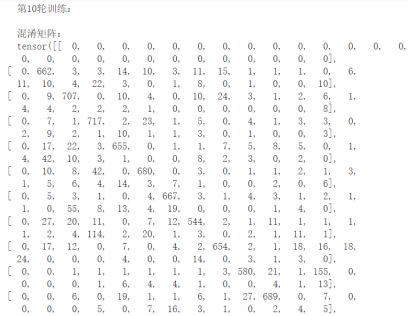 第10轮训练：
混淆矩阵：
tensor([[ 0, 0, 0, 0, 0, 0, 0, 0, 0, 0, 0, 0, 0, 0,
0, 0, 0, 0, 0, 0, 0, 0, 0, 0, 0, 0],
[ 0, 662, 3, 3, 14, 10, 3, 11, 15, 1, 1, 1, 0, 6,
11, 10, 4, 22, 3, 0, 1, 8, 0, 1, 0, 0, 10],
[ 0, 9, 707, 0, 10, 4, 0, 10, 24, 3, 1, 2, 6, 1,
4, 4, 2, 2, 2, 1, 0, 0, 0, 0, 0, 0, 8],
[ 0, 7, 1, 717, 2, 23, 1, 5, 0, 4, 1, 3, 3, 0,
2, 9, 2, 1, 10, 1, 1, 3, 0, 1, 0, 0, 3],
[ 0, 17, 22, 3, 655, 0, 1, 1, 7, 5, 8, 5, 0, 1,
4, 42, 10, 3, 1, 0, 0, 8, 2, 3, 0, 2, 0],
[ 0, 10, 8, 42, 0, 680, 0, 3, 0, 1, 1, 2, 1, 3,
1, 5, 6, 4, 14, 3, 7, 1, 0, 0, 2, 0, 6],
[ 0, 5, 3, 1, 0, 4, 667, 3, 1, 4, 3, 1, 2, 1,
1, 0, 55, 8, 13, 4, 19, 0, 0, 0, 1, 4, 0],
[ 0, 27, 20, 11, 0, 7, 12, 544, 2, 1, 11, 1, 1, 1,
1, 2, 4, 114, 2, 20, 1, 3, 0, 2, 1, 11, 1],
[ 0, 17, 12, 0, 7, 0, 4, 2, 654, 2, 1, 18, 16, 18,
24, 0, 0, 0, 4, 0, 0, 14, 0, 3, 1, 3, 0],
[ 0, 0, 1, 1, 1, 1, 1, 1, 3, 580, 21, 1, 155, 0,
0, 0, 0, 1, 6, 4, 4, 1, 0, 0, 4, 1, 13],
[ 0, 0, 6, 0, 19, 1, 1, 6, 1, 27, 689, 0, 7, 0,
0, 0, 0, 5, 0, 7, 16, 3, 1, 0, 2, 4, 5],